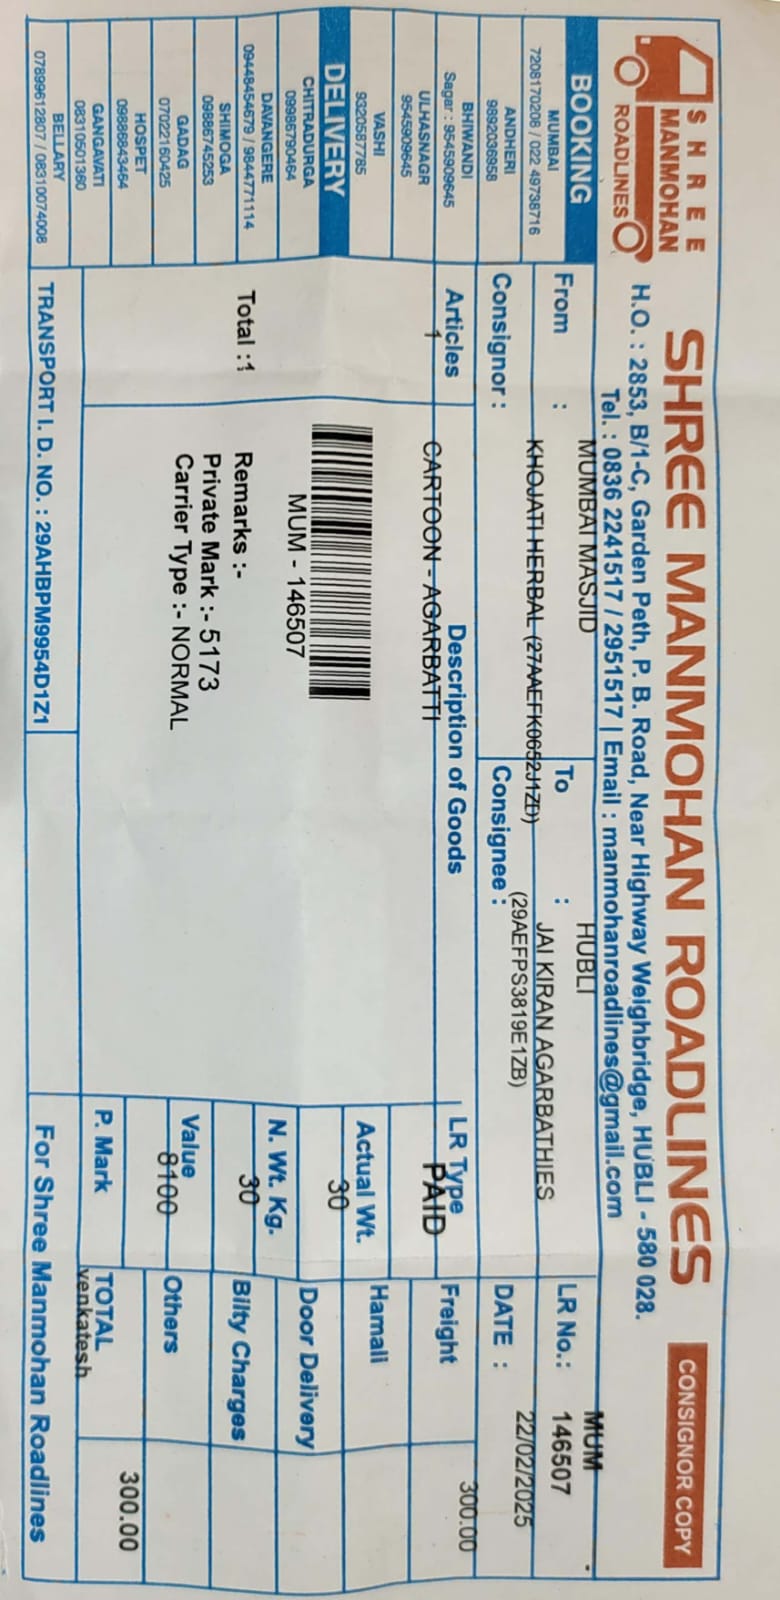 SHREE
MANMOHAN
ROADLINES
SHREE MANMOHAN ROADLINES
CONSIGNOR COPY
H.O. : 2853, B/1-C, Garden Peth, P. B. Road, Near Highway Weighbridge, HUBLI - 580 028.
Tel. : 0836 2241517 / 2951517 | Email : manmohanroadlines@gmail.com
BOOKING
MUMBAI
7208170208 / 022 49738716
ANDHERI
9892036958
BHIWANDI
Sagar : 9545909645
ULHASNAGR
9545909645
VASHI
9320587785
DELIVERY
CHITRADURGA
09986790464
DAVANGERE
09448454679 / 9844771114
SHIMOGA
09886745253
GADAG
07022160425
HOSPET
09886843464
GANGAVATI
08310501360
BELLARY
07899612807 / 08310074008
From :
MUMBAI MASJID
To :
HUBLI
LR No.:
MUM
146507
Consignor :
KHOJATI HERBAL (27AAEFK0652J1ZD)
Consignee :
JAI KIRAN AGARBATHIES
(29AEFPS3819E1ZB)
DATE :
22/02/2025
Articles
1
Description of Goods
CARTOON - AGARBATTI
LR Type
PAID
Freight
300.00
Actual Wt.
30
Hamali
MUM - 146507
N. Wt. Kg.
30
Door Delivery
Total :1
Remarks :-
Private Mark :- 5173
Carrier Type :- NORMAL
Value
8100
Bilty Charges
Others
P. Mark
TOTAL
venkatesh
300.00
TRANSPORT I. D. NO. : 29AHBPM9954D1Z1
For Shree Manmohan Roadlines